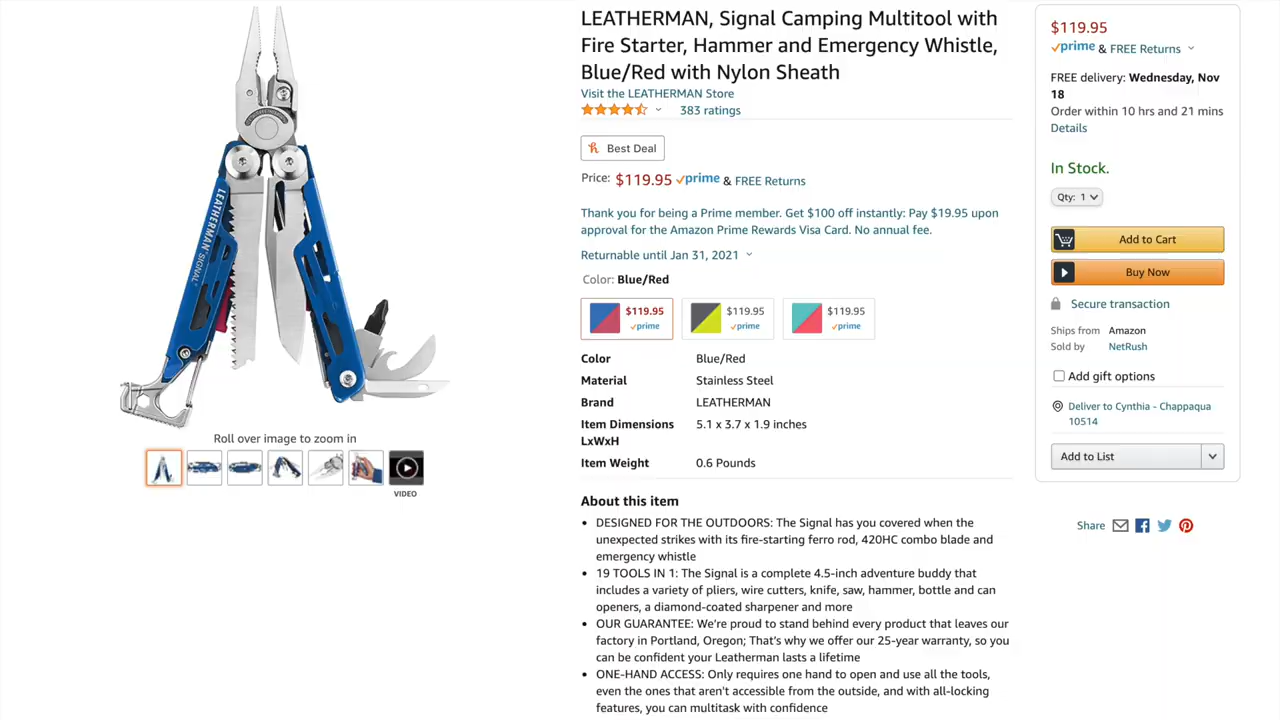 LEATHERMAN, Signal Camping Multitool with
Fire Starter, Hammer and Emergency Whistle,
Blue/Red with Nylon Sheath
Visit the LEATHERMAN Store
383 ratings
Best Deal
Price: $119.95 prime & FREE Returns
Thank you for being a Prime member. Get $100 off instantly: Pay $19.95 upon
approval for the Amazon Prime Rewards Visa Card. No annual fee.
Returnable until Jan 31, 2021
Color: Blue/Red
$119.95
prime
$119.95
prime
$119.95
prime
Color Blue/Red
Material Stainless Steel
Brand LEATHERMAN
Item Dimensions 5.1 x 3.7 x 1.9 inches
LxWxH
Item Weight 0.6 Pounds
About this item
• DESIGNED FOR THE OUTDOORS: The Signal has you covered when the
unexpected strikes with its fire-starting ferro rod, 420HC combo blade and
emergency whistle
• 19 TOOLS IN 1: The Signal is a complete 4.5-inch adventure buddy that
includes a variety of pliers, wire cutters, knife, saw, hammer, bottle and can
openers, a diamond-coated sharpener and more
• OUR GUARANTEE: We're proud to stand behind every product that leaves our
factory in Portland, Oregon; That's why we offer our 25-year warranty, so you
can be confident your Leatherman lasts a lifetime
• ONE-HAND ACCESS: Only requires one hand to open and use all the tools,
even the ones that aren't accessible from the outside, and with all-locking
features, you can multitask with confidence
LEATHERMAN SIGNAL
Roll over image to zoom in
VIDEO
$119.95
prime & FREE Returns
FREE delivery: Wednesday, Nov
18
Order within 10 hrs and 21 mins
Details
In Stock.
Qty: 1
Add to Cart
Buy Now
Secure transaction
Ships from Amazon
Sold by NetRush
Add gift options
Deliver to Cynthia - Chappaqua
10514
Add to List
Share